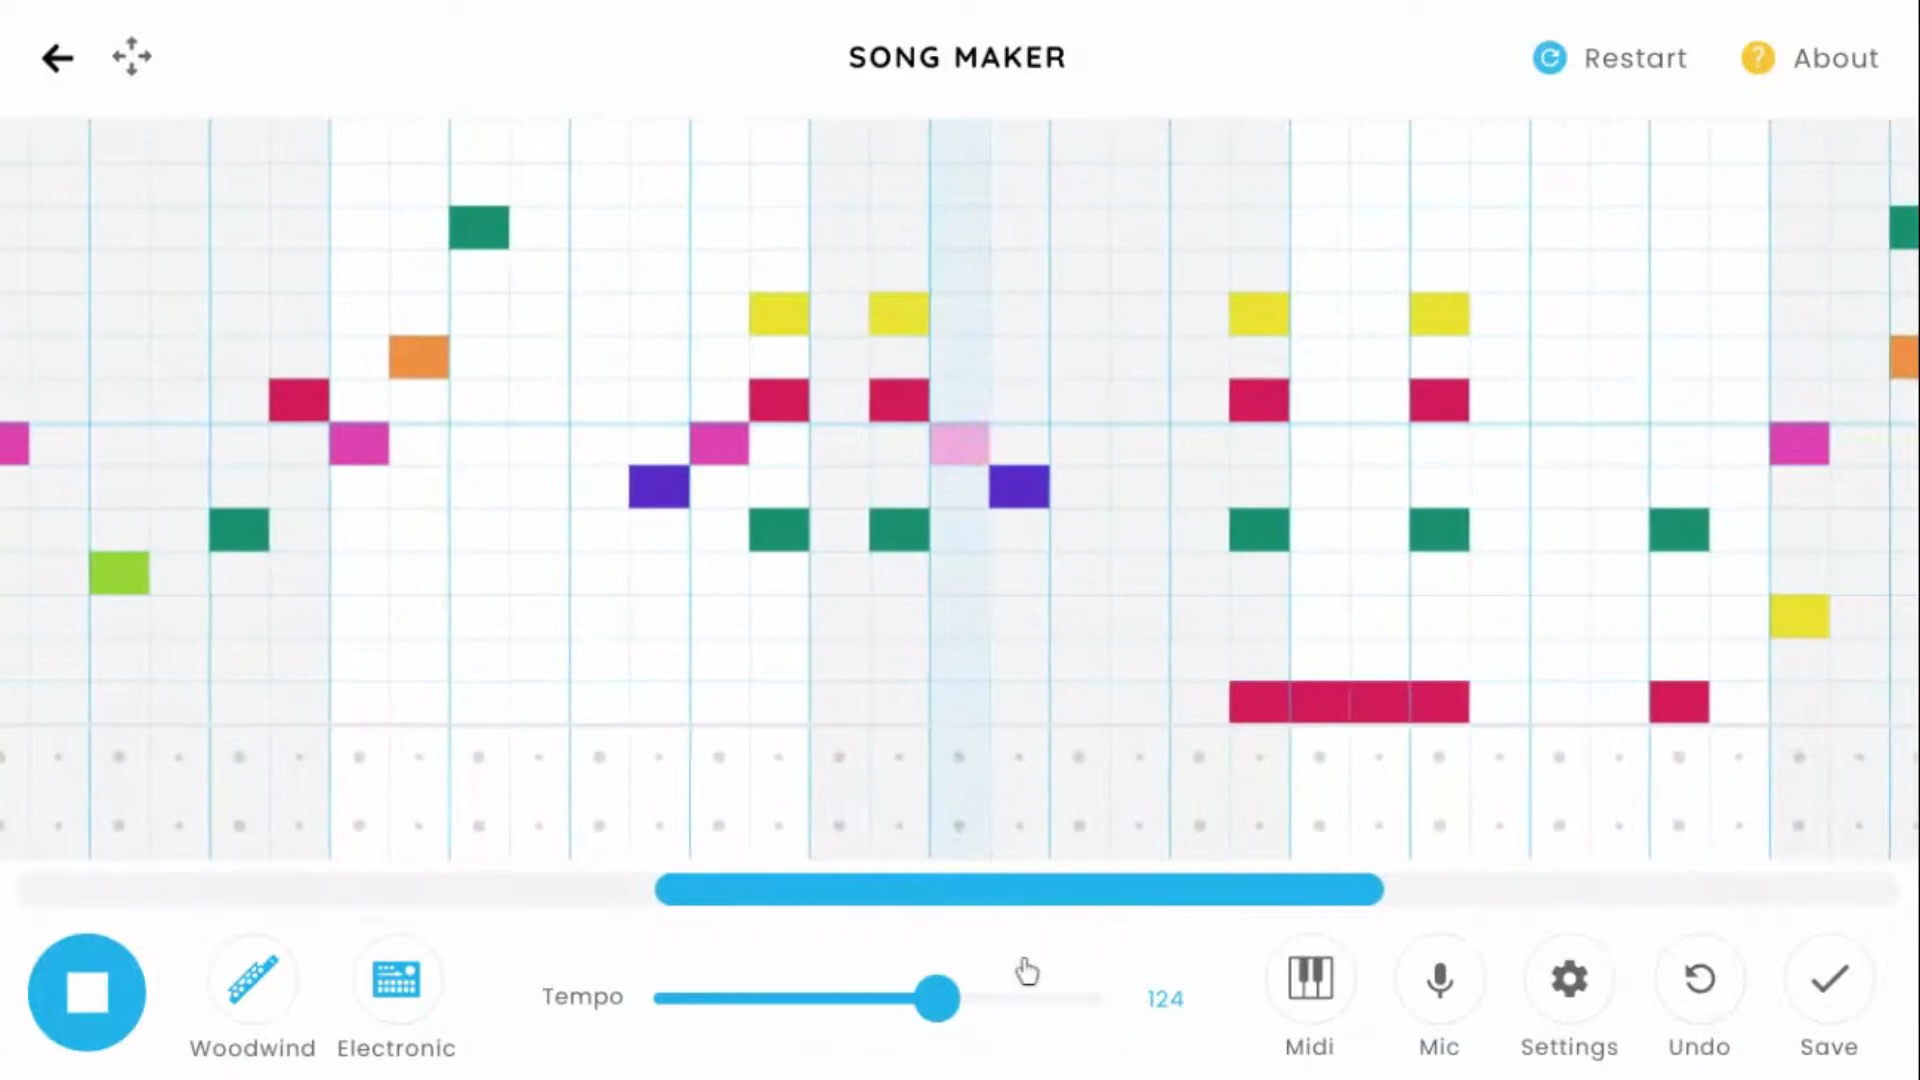 SONG MAKER
Restart
About
Woodwind
Electronic
Tempo
124
Midi
Mic
Settings
Undo
Save